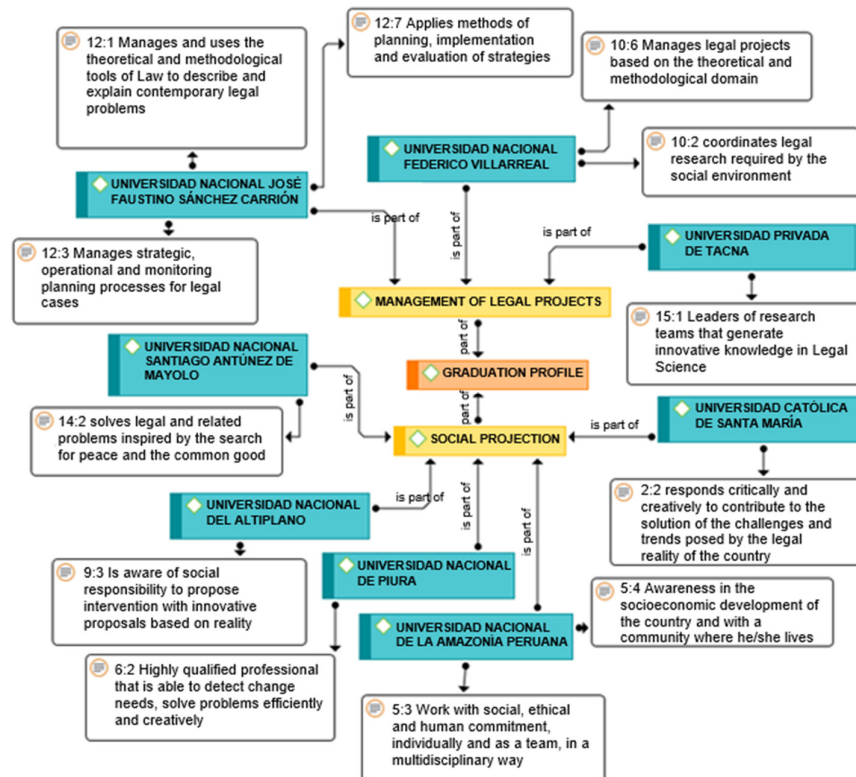 12:1 Manages and uses the
theoretical and methodological
tools of Law to describe and
explain contemporary legal
problems
12:7 Applies methods of
planning, implementation
and evaluation of strategies
10:6 Manages legal projects
based on the theoretical and
methodological domain
UNIVERSIDAD NACIONAL
FEDERICO VILLARREAL
10:2 coordinates legal
research required by the
social environment
UNIVERSIDAD NACIONAL JOSÉ
FAUSTINO SÁNCHEZ CARRIÓN
is part of
is part of
is part of
UNIVERSIDAD PRIVADA
DE TACNA
12:3 Manages strategic,
operational and monitoring
planning processes for legal
cases
MANAGEMENT OF LEGAL PROJECTS
15:1 Leaders of research
teams that generate
innovative knowledge in Legal
Science
UNIVERSIDAD NACIONAL
SANTIAGO ANTÚNEZ DE
MAYOLO
part of
GRADUATION PROFILE
is part of
part of
UNIVERSIDAD CATÓLICA
DE SANTA MARÍA
14:2 solves legal and related
problems inspired by the search
for peace and the common good
SOCIAL PROJECTION
is part of
UNIVERSIDAD NACIONAL
DEL ALTIPLANO
is part of
is part of
is part of
2:2 responds critically and
creatively to contribute to the
solution of the challenges and
trends posed by the legal
reality of the country
9:3 Is aware of social
responsibility to propose
intervention with innovative
proposals based on reality
UNIVERSIDAD NACIONAL
DE PIURA
5:4 Awareness in the
socioeconomic development of
the country and with a
community where he/she lives
UNIVERSIDAD NACIONAL
DE LA AMAZONÍA PERUANA
6:2 Highly qualified professional
that is able to detect change
needs, solve problems efficiently
and creatively
5:3 Work with social, ethical
and human commitment,
individually and as a team, in a
multidisciplinary way